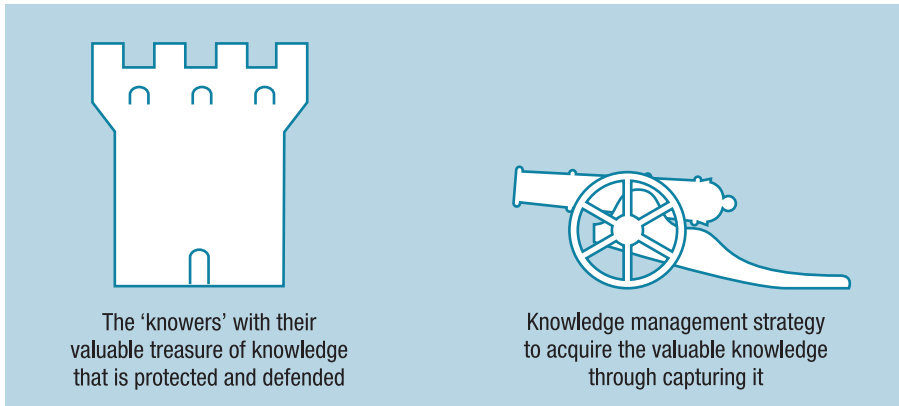 The ‘knowers’ with their
valuable treasure of knowledge
that is protected and defended
Knowledge management strategy
to acquire the valuable knowledge
through capturing it